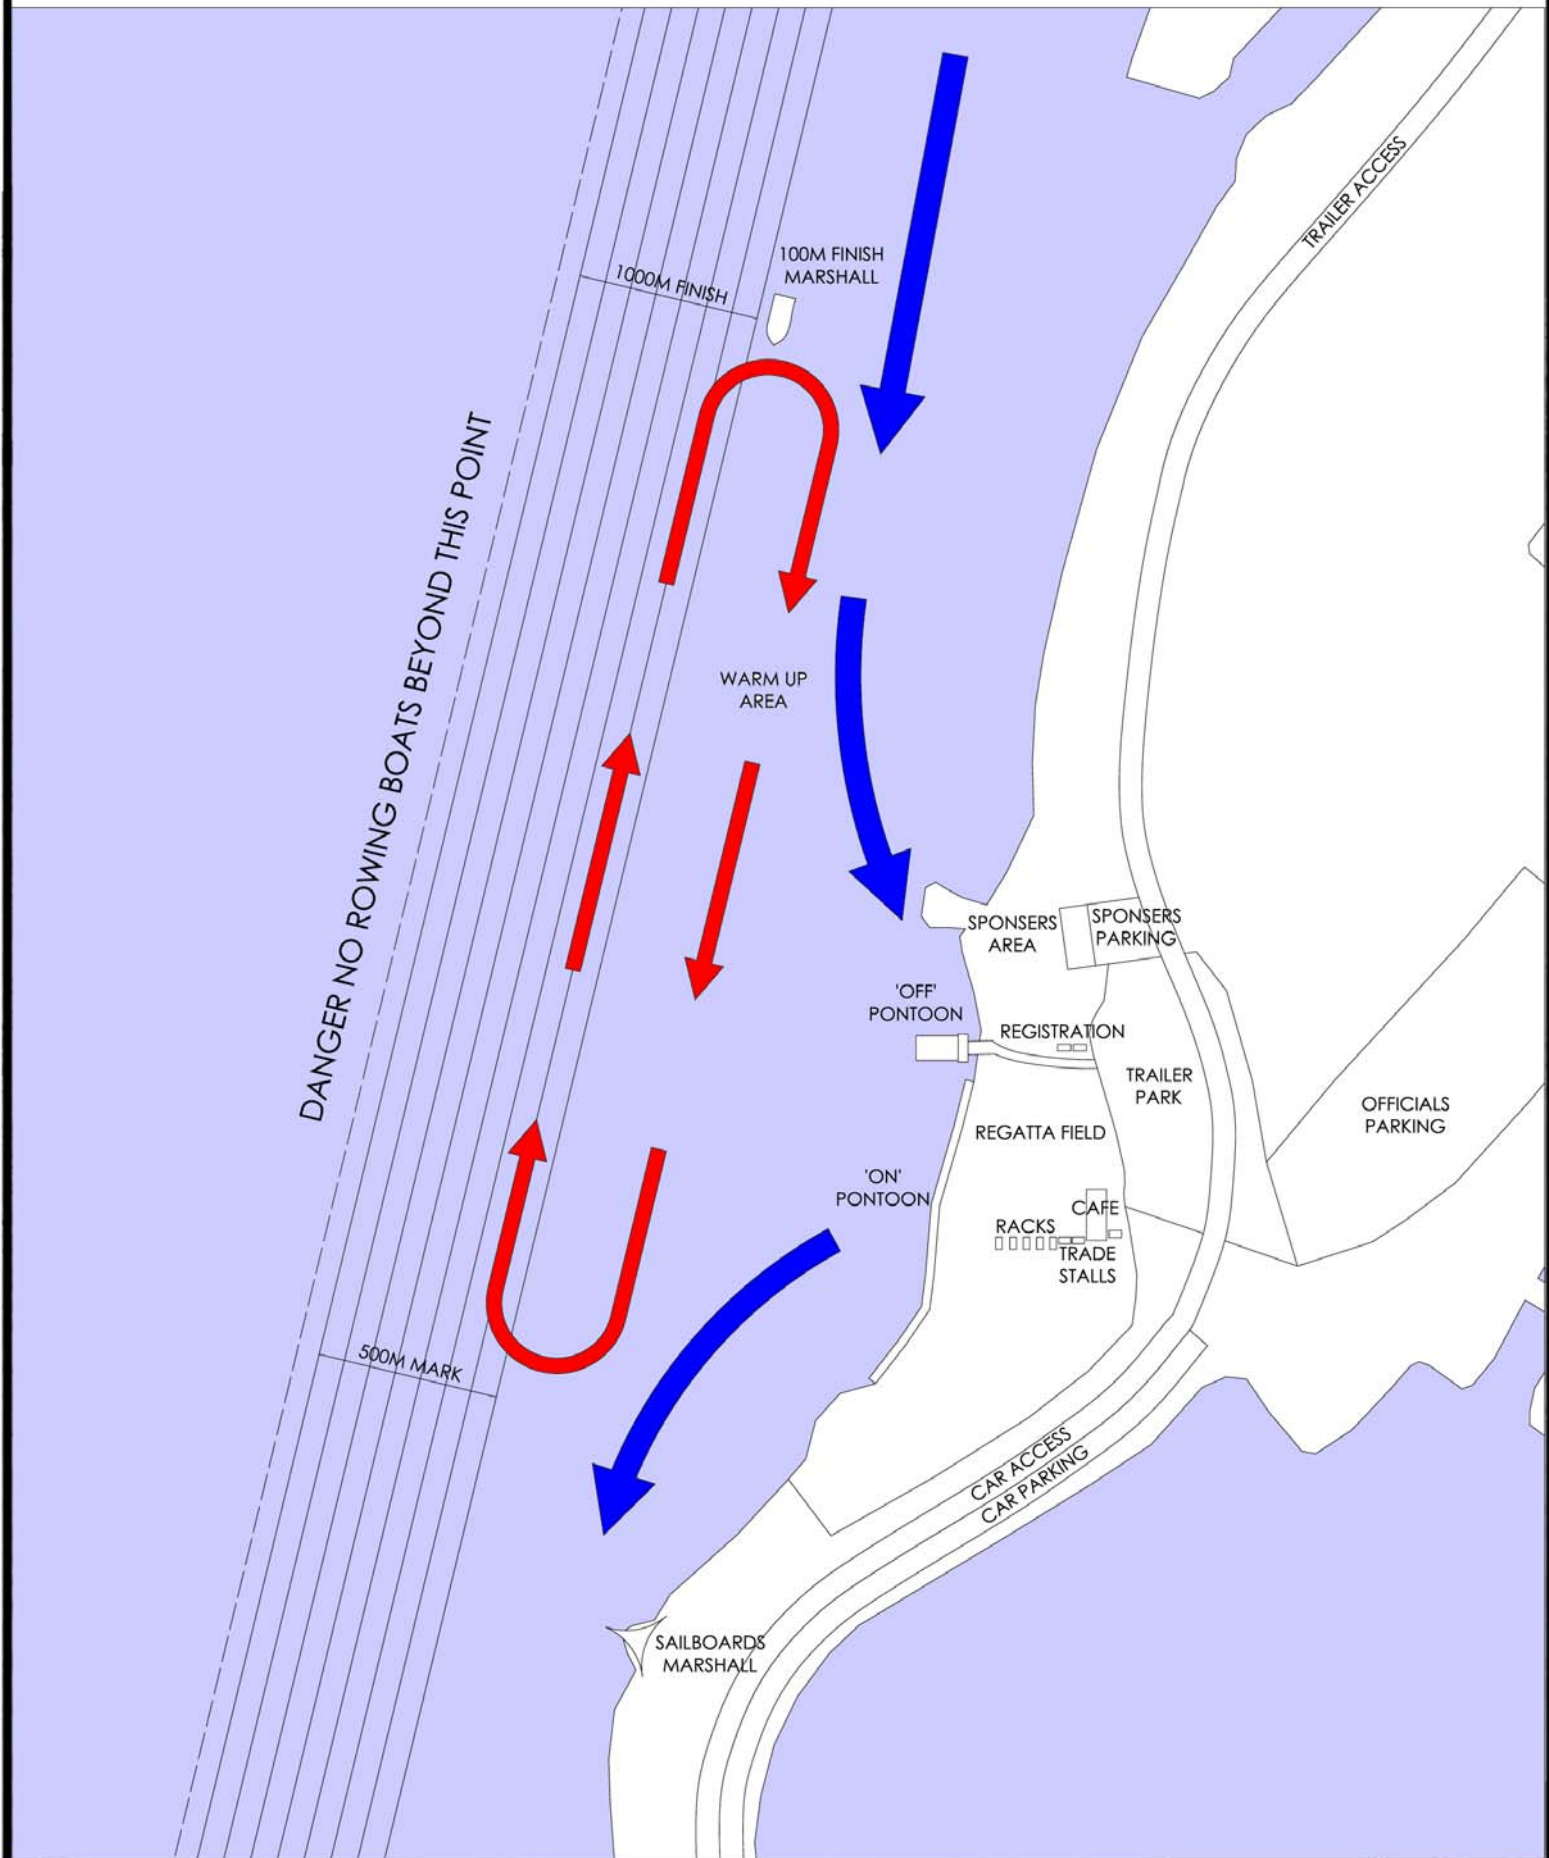 TRAILER ACCESS
100M FINISH
MARSHALL
1000M FINISH
DANGER NO ROWING BOATS BEYOND THIS POINT
WARM UP
AREA
SPONSERS
AREA
SPONSERS
PARKING
'OFF'
PONTOON
REGISTRATION
TRAILER
PARK
OFFICIALS
PARKING
REGATTA FIELD
'ON'
PONTOON
CAFE
RACKS
TRADE
STALLS
500M MARK
CAR ACCESS
CAR PARKING
SAILBOARDS
MARSHALL